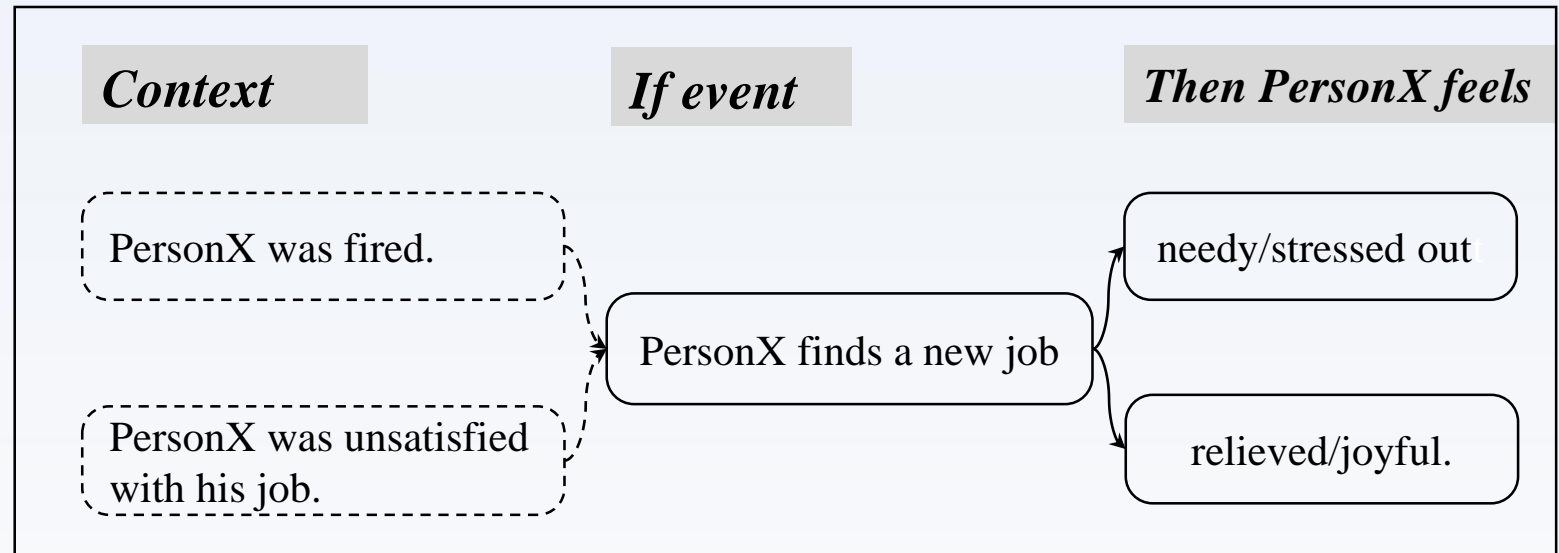 Context
If event
Then PersonX feels
PersonX was fired.
PersonX was unsatisfied
with his job.
PersonX finds a new job
needy/stressed outt
relieved/joyful.